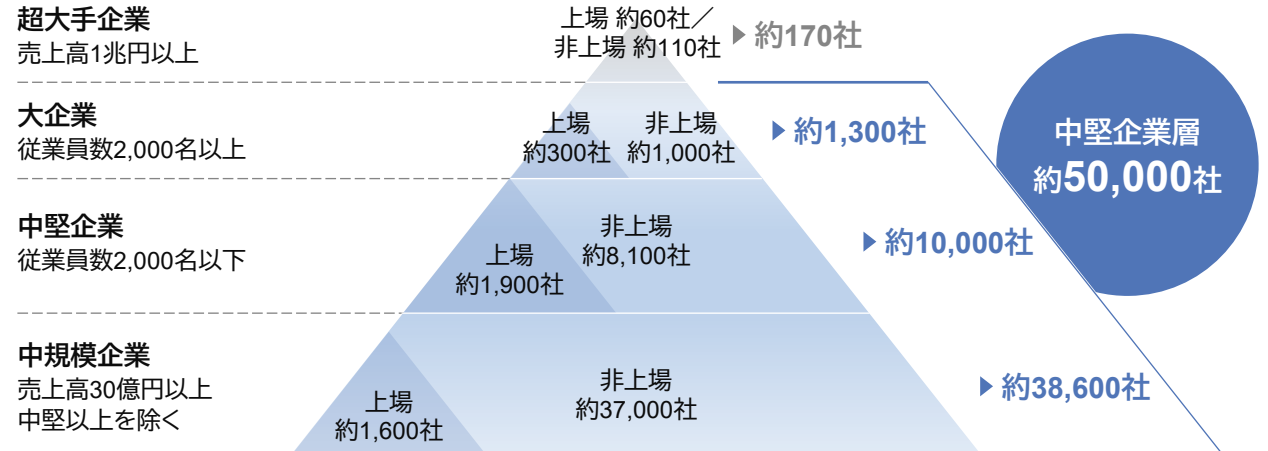 超大手企業
売上高1兆円以上
上場 約60社／
非上場 約110社
▶約170社
大企業
従業員数2,000名以上
上場
約300社
非上場
約1,000社
▶約1,300社
中堅企業層
約50,000社
中堅企業
従業員数2,000名以下
上場
約1,900社
非上場
約8,100社
▶約10,000社
中規模企業
売上高30億円以上
中堅以上を除く
上場
約1,600社
非上場
約37,000社
▶約38,600社